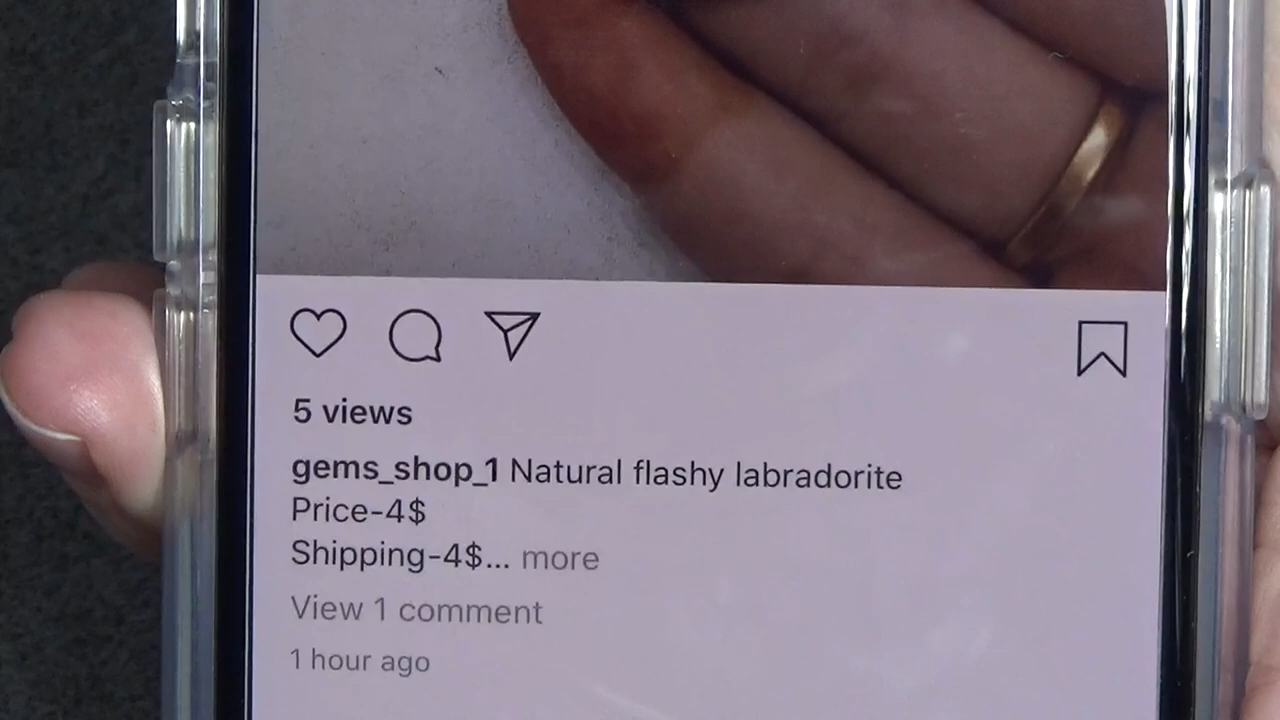 5 views
gems_shop_1 Natural flashy labradorite
Price-4$
Shipping-4$... more
View 1 comment
1 hour ago